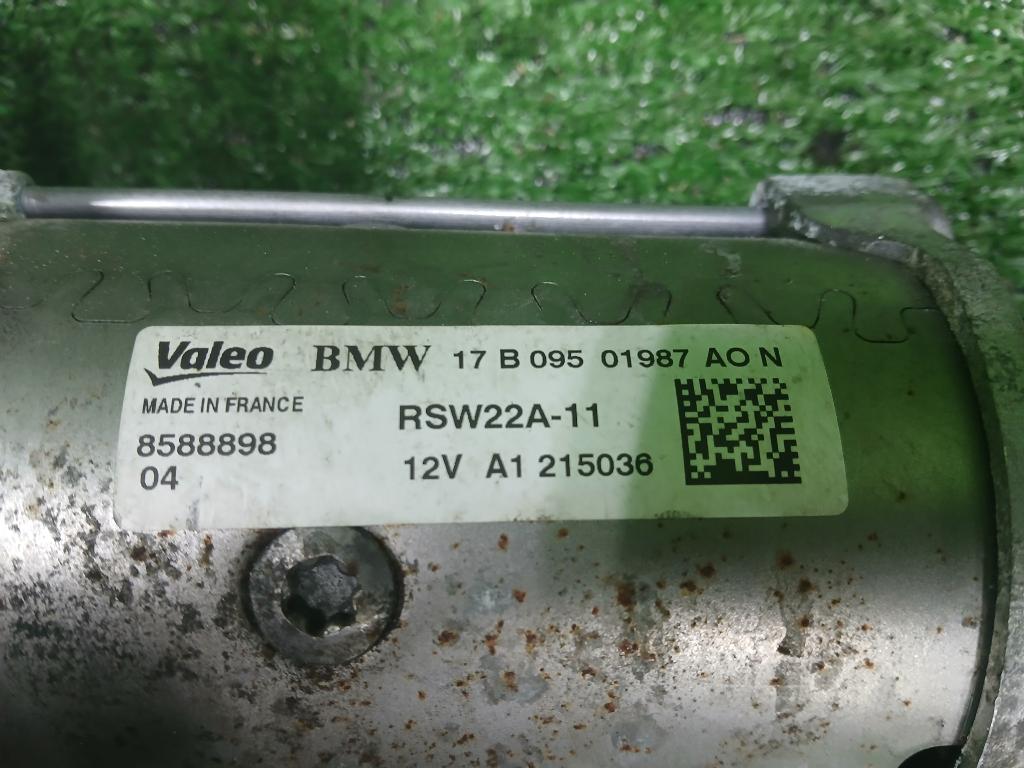 Valeo BMW 17 B 095 01987 AO N
MADE IN FRANCE
RSW22A-11
8588898
12V A1 215036
04